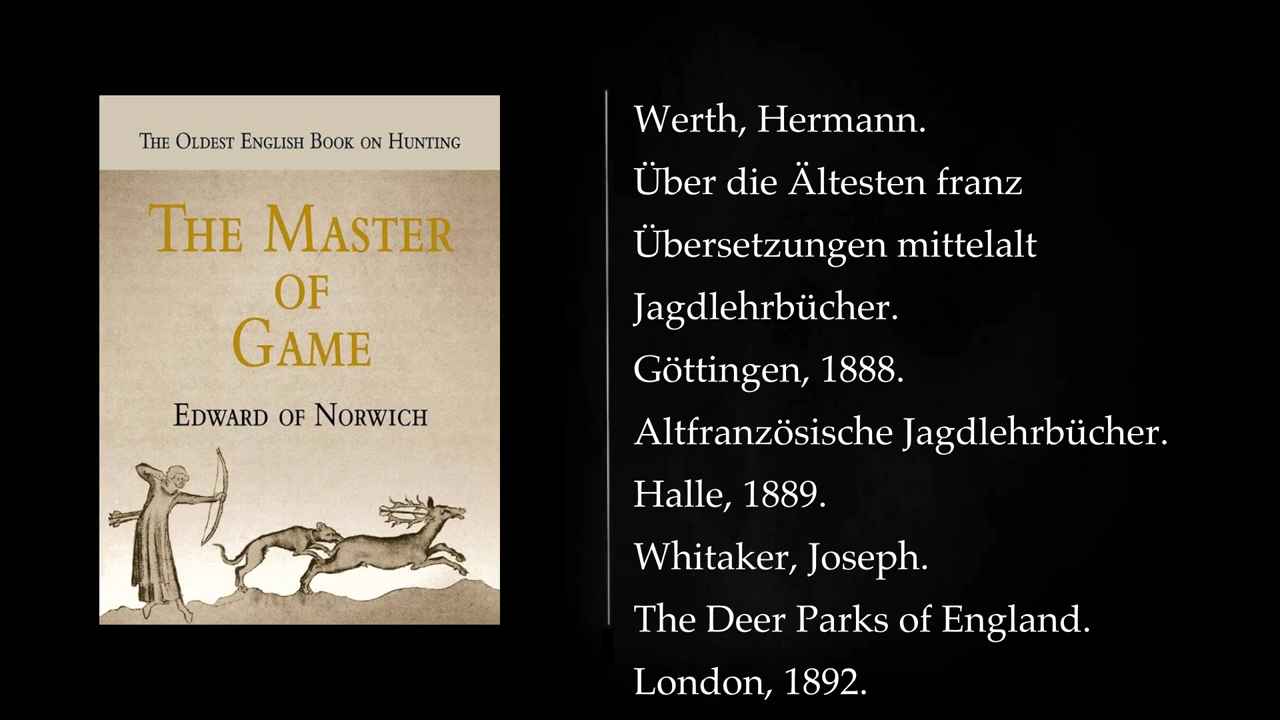 The Oldest English Book on Hunting
The Master
of
Game
Edward of Norwich
Werth, Hermann.
Über die Ältesten franz
Übersetzungen mittelalt
Jagdlehrbücher.
Göttingen, 1888.
Altfranzösische Jagdlehrbücher.
Halle, 1889.
Whitaker, Joseph.
The Deer Parks of England.
London, 1892.